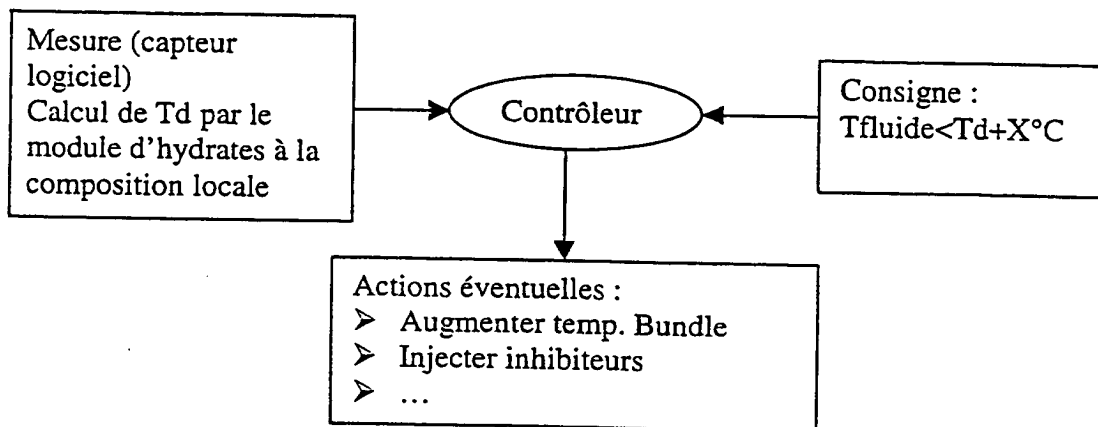 Mesure (capteur
logiciel)
Calcul de Td par le
module d'hydrates à la
composition locale
Contrôleur
Consigne :
Tfluide<Td+X°C
Actions éventuelles :
➢ Augmenter temp. Bundle
➢ Injecter inhibiteurs
➢ ...